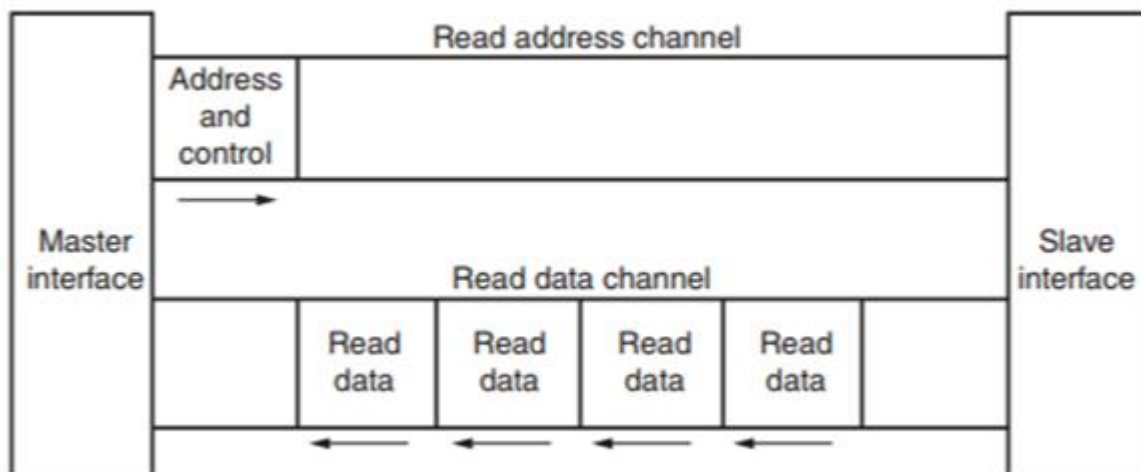 Read address channel
Address
and
control
Master
interface
Slave
interface
Read data channel
Read
data
Read
data
Read
data
Read
data